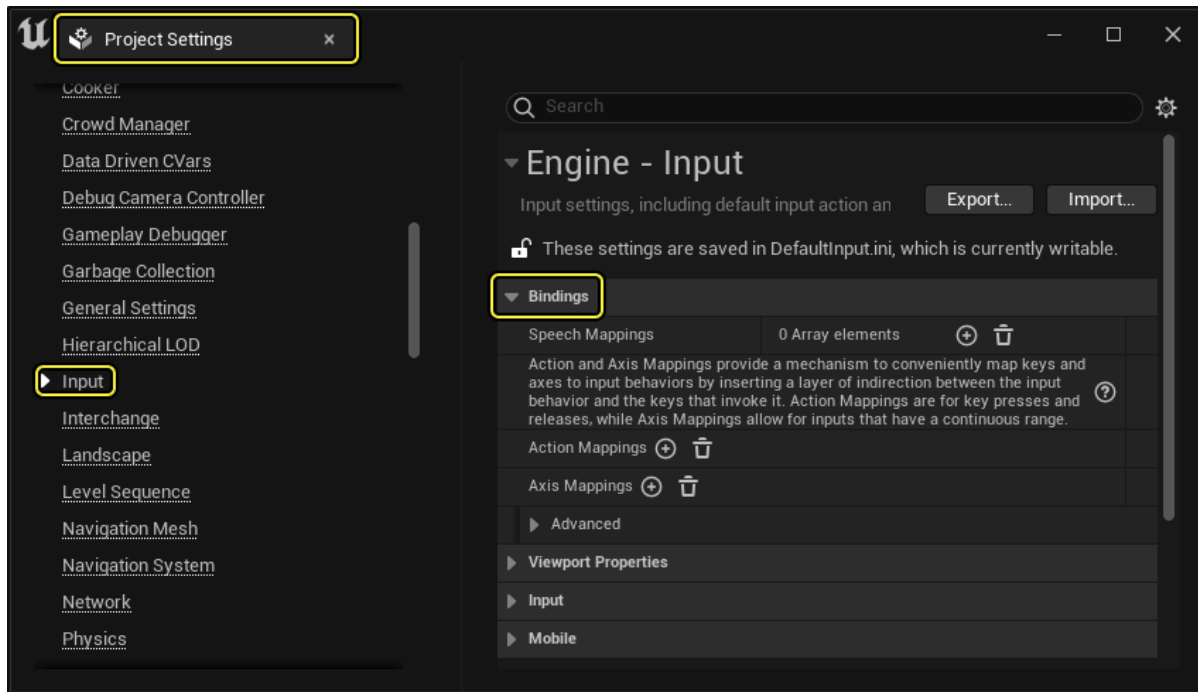 Project Settings
Cooker
Crowd Manager
Data Driven CVars
Debug Camera Controller
Gameplay Debugger
Garbage Collection
General Settings
Hierarchical LOD
Input
Interchange
Landscape
Level Sequence
Navigation Mesh
Navigation System
Network
Physics
Search
Engine - Input
Input settings, including default input action an
Export...
Import...
These settings are saved in DefaultInput.ini, which is currently writable.
Bindings
Speech Mappings
0 Array elements
Action and Axis Mappings provide a mechanism to conveniently map keys and
axes to input behaviors by inserting a layer of indirection between the input
behavior and the keys that invoke it. Action Mappings are for key presses and
releases, while Axis Mappings allow for inputs that have a continuous range.
Action Mappings
Axis Mappings
Advanced
Viewport Properties
Input
Mobile